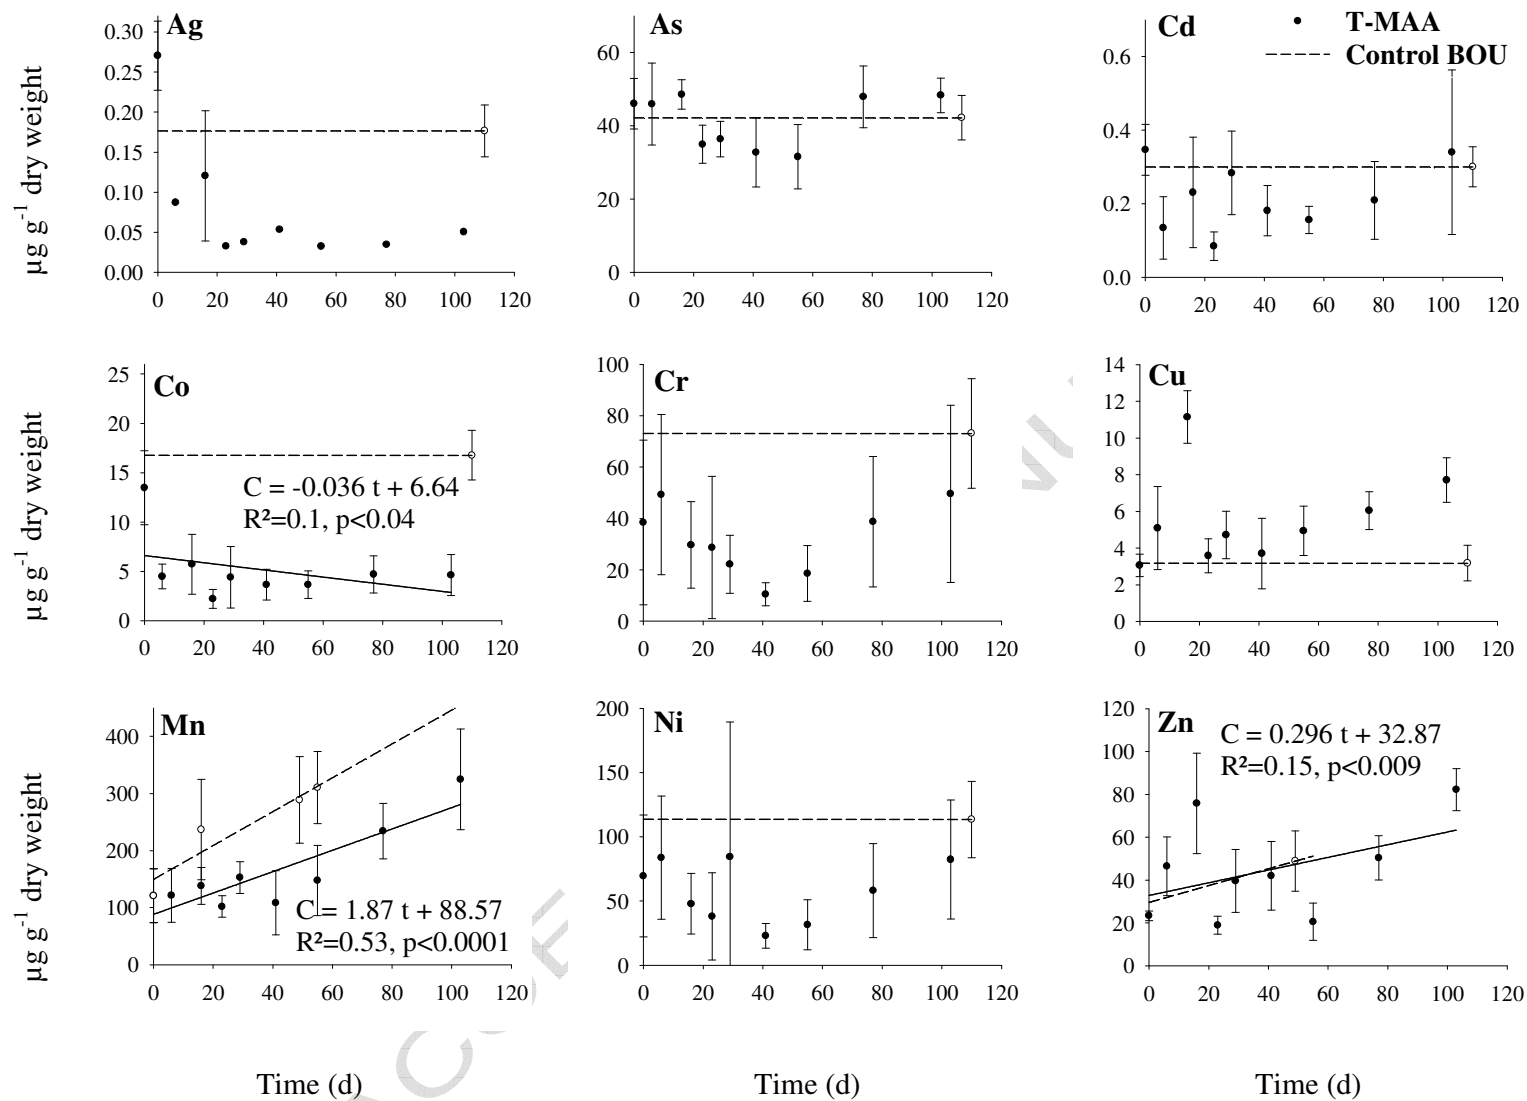 Ag
As
Cd
T-MAA
Control BOU
µg g⁻¹ dry weight
0.30
0.25
0.20
0.15
0.10
0.05
0.00
0 20 40 60 80 100 120
60
40
20
0
0 20 40 60 80 100 120
0.6
0.4
0.2
0.0
0 20 40 60 80 100 120
Co
Cr
Cu
µg g⁻¹ dry weight
25
20
15
10
5
0
C = -0.036 t + 6.64
R²=0.1, p<0.04
0 20 40 60 80 100 120
100
80
60
40
20
0
0 20 40 60 80 100 120
14
12
10
8
6
4
2
0
0 20 40 60 80 100 120
Mn
Ni
Zn
µg g⁻¹ dry weight
400
300
200
100
0
C = 1.87 t + 88.57
R²=0.53, p<0.0001
0 20 40 60 80 100 120
200
150
100
50
0
0 20 40 60 80 100 120
120
100
80
60
40
20
0
C = 0.296 t + 32.87
R²=0.15, p<0.009
0 20 40 60 80 100 120
Time (d)
Time (d)
Time (d)